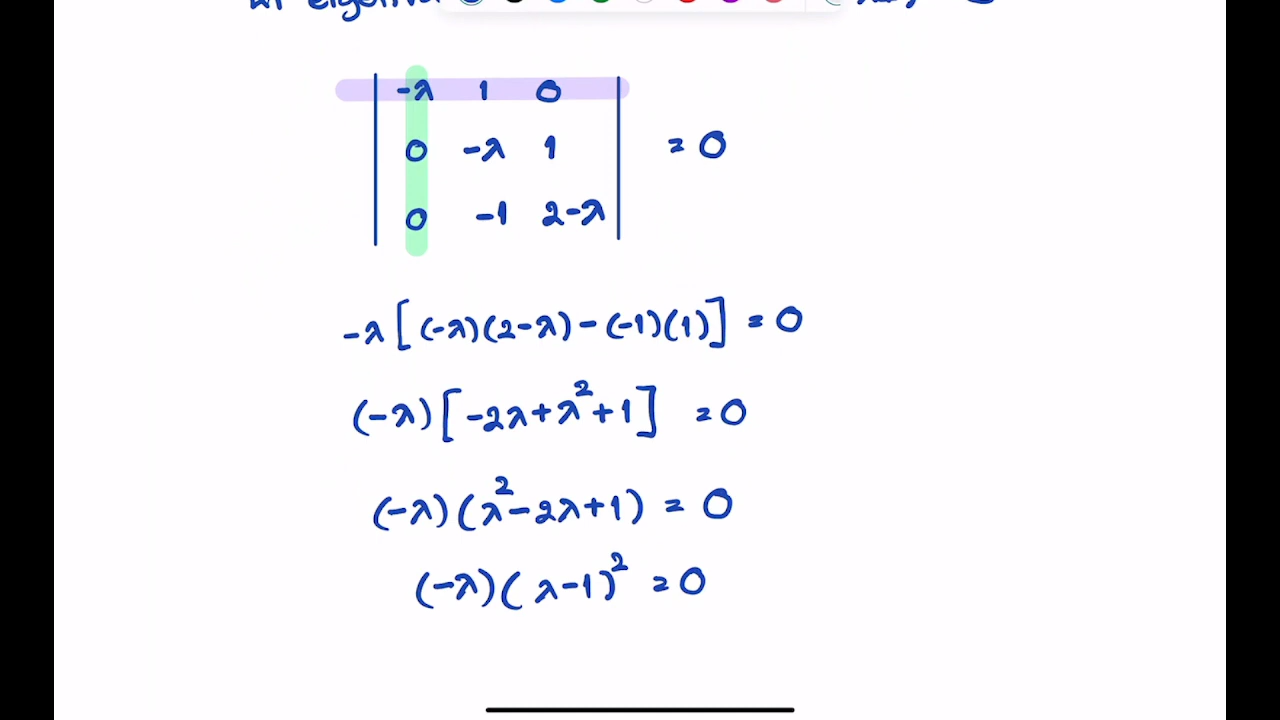 -λ 1 0
0 -λ 1 = 0
0 -1 2-λ
-λ[(-λ)(2-λ)-(-1)(1)] = 0
(-λ)[-2λ+λ²+1] = 0
(-λ)(λ²-2λ+1) = 0
(-λ)(λ-1)² = 0